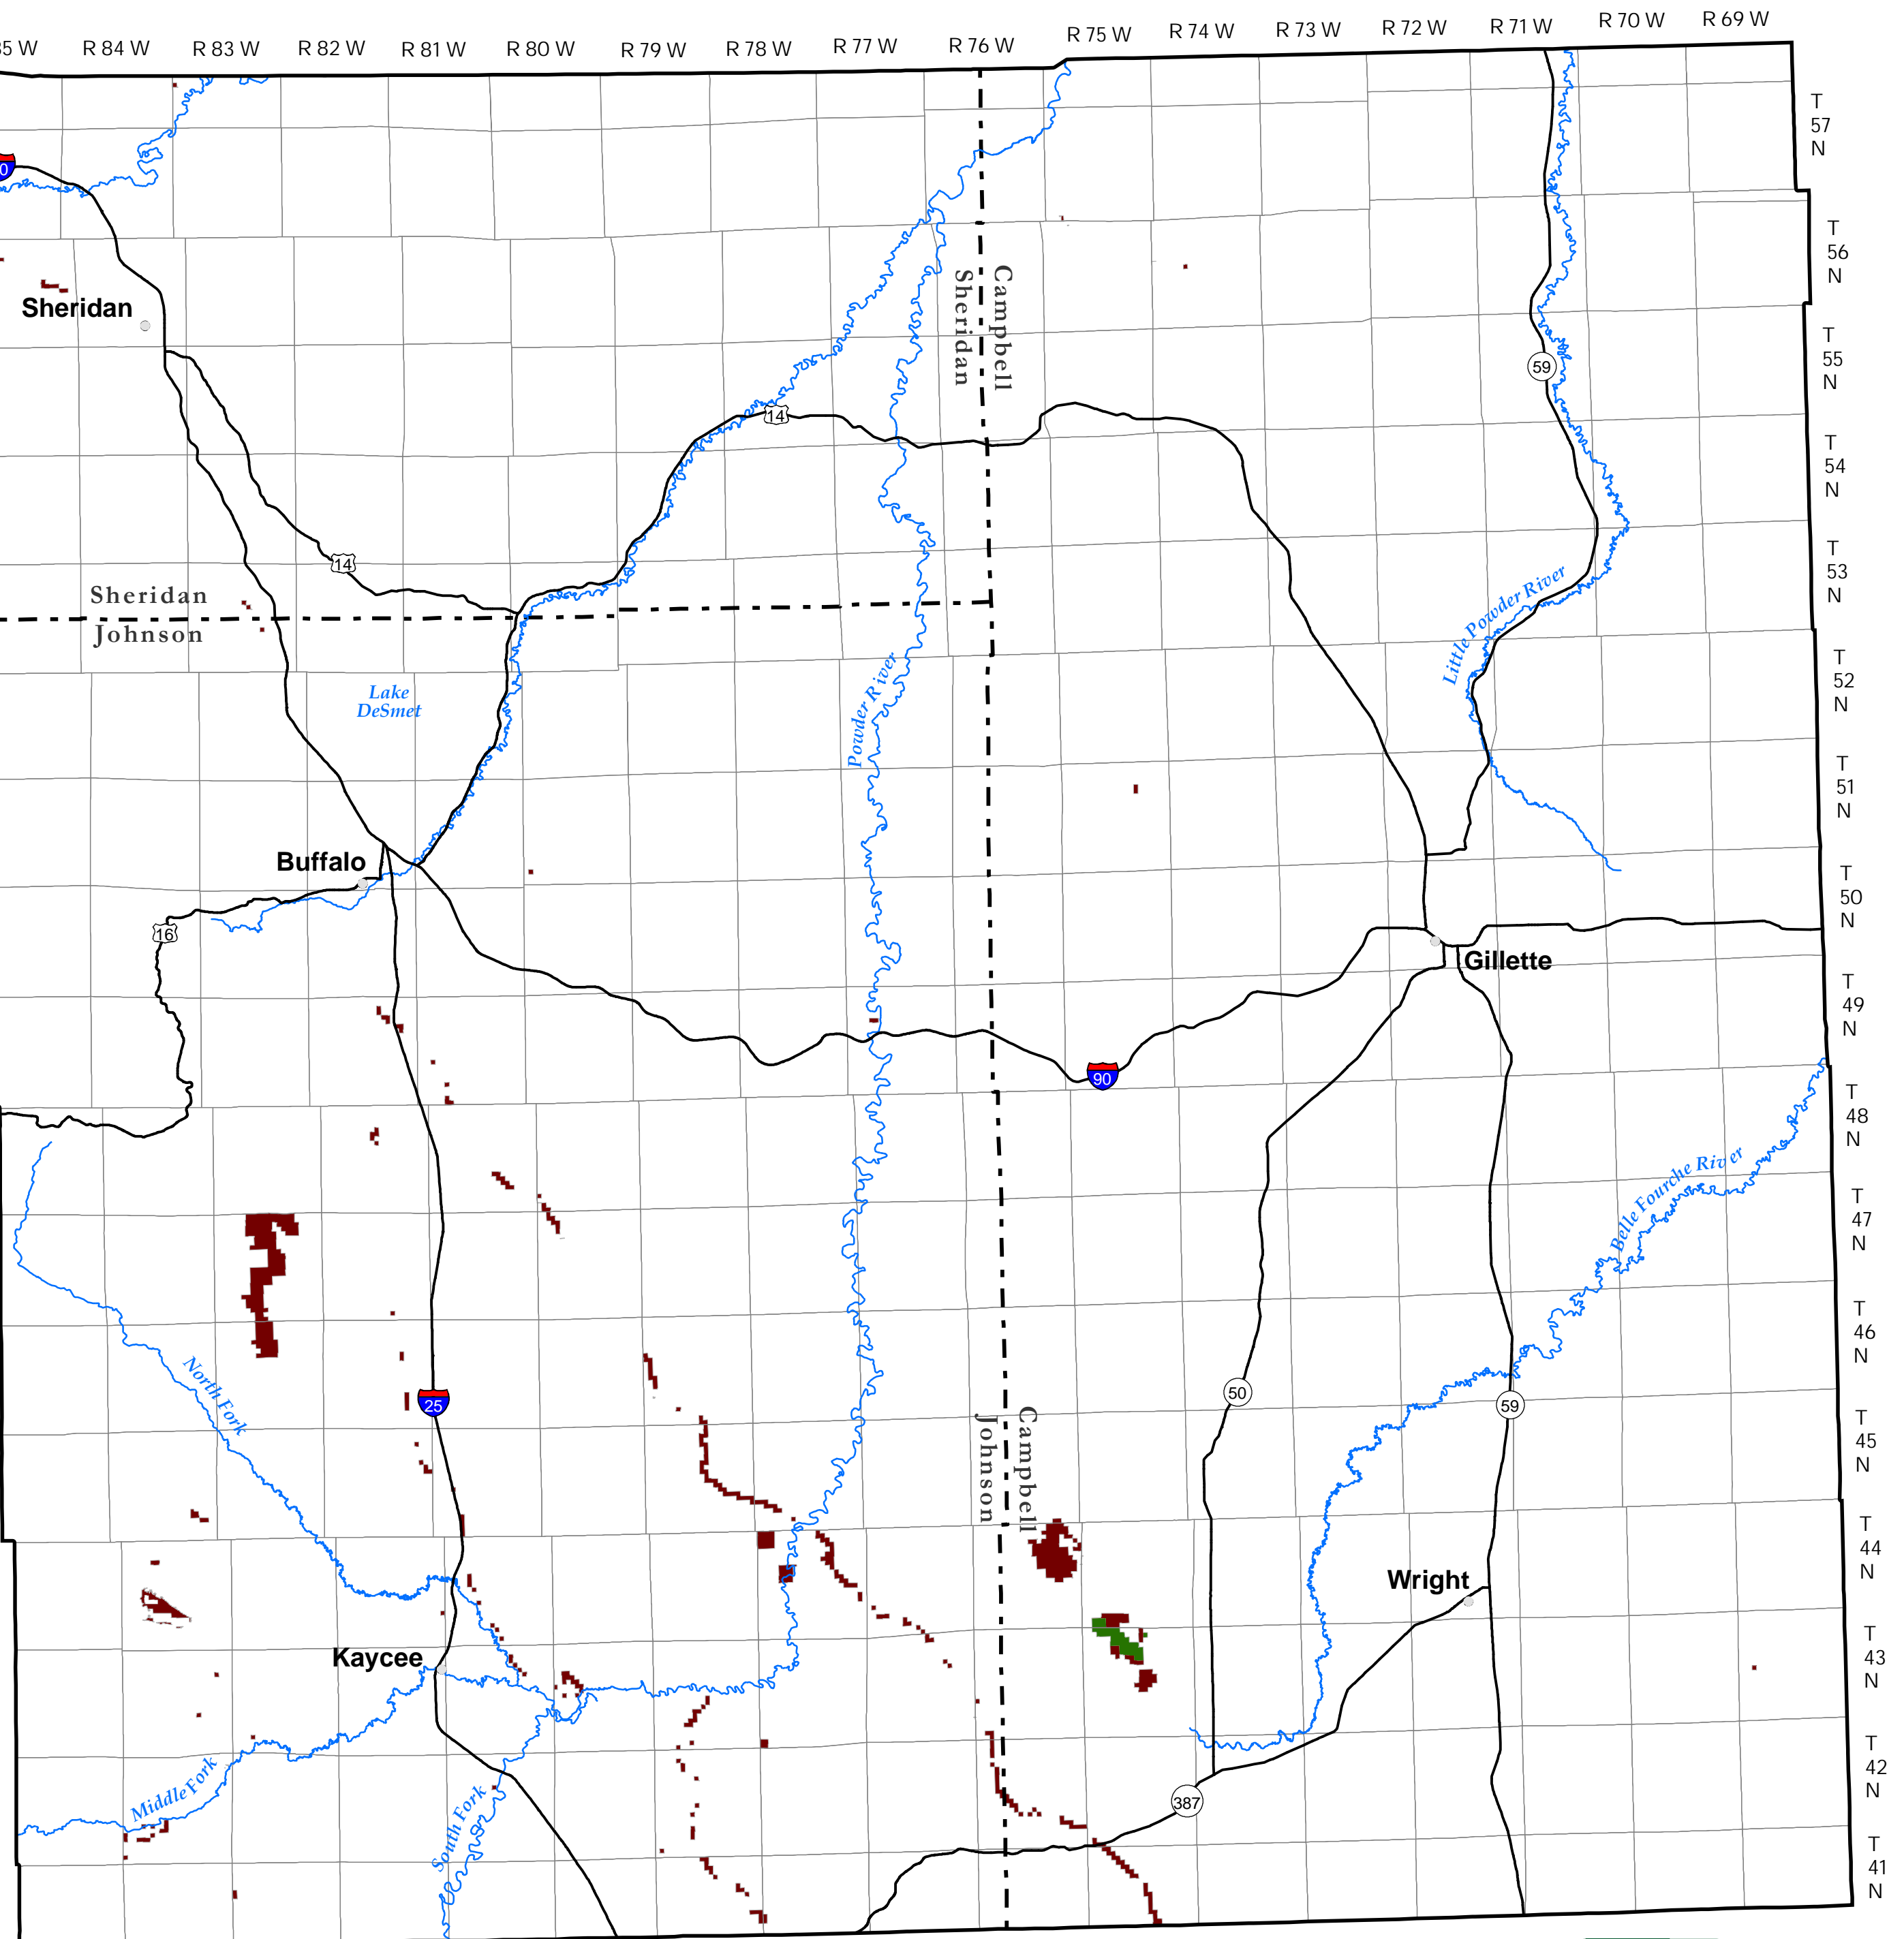 5 W R 84 W R 83 W R 82 W R 81 W R 80 W R 79 W R 78 W R 77 W R 76 W R 75 W R 74 W R 73 W R 72 W R 71 W R 70 W R 69 W
T
57
N
0
T
56
N
Sheridan
Campbell
Sheridan
T
55
N
59
14
T
54
N
14
T
53
N
Sheridan
Johnson
Little Powder River
T
52
N
Lake
DeSmet
Powder River
T
51
N
Buffalo
T
50
N
16
Gillette
T
49
N
90
T
48
N
Belle Fourche River
T
47
N
T
46
N
North Fork
25
50
59
Johnson
Campbell
T
45
N
T
44
N
Wright
T
43
N
Kaycee
T
42
N
Middle Fork
South Fork
387
T
41
N